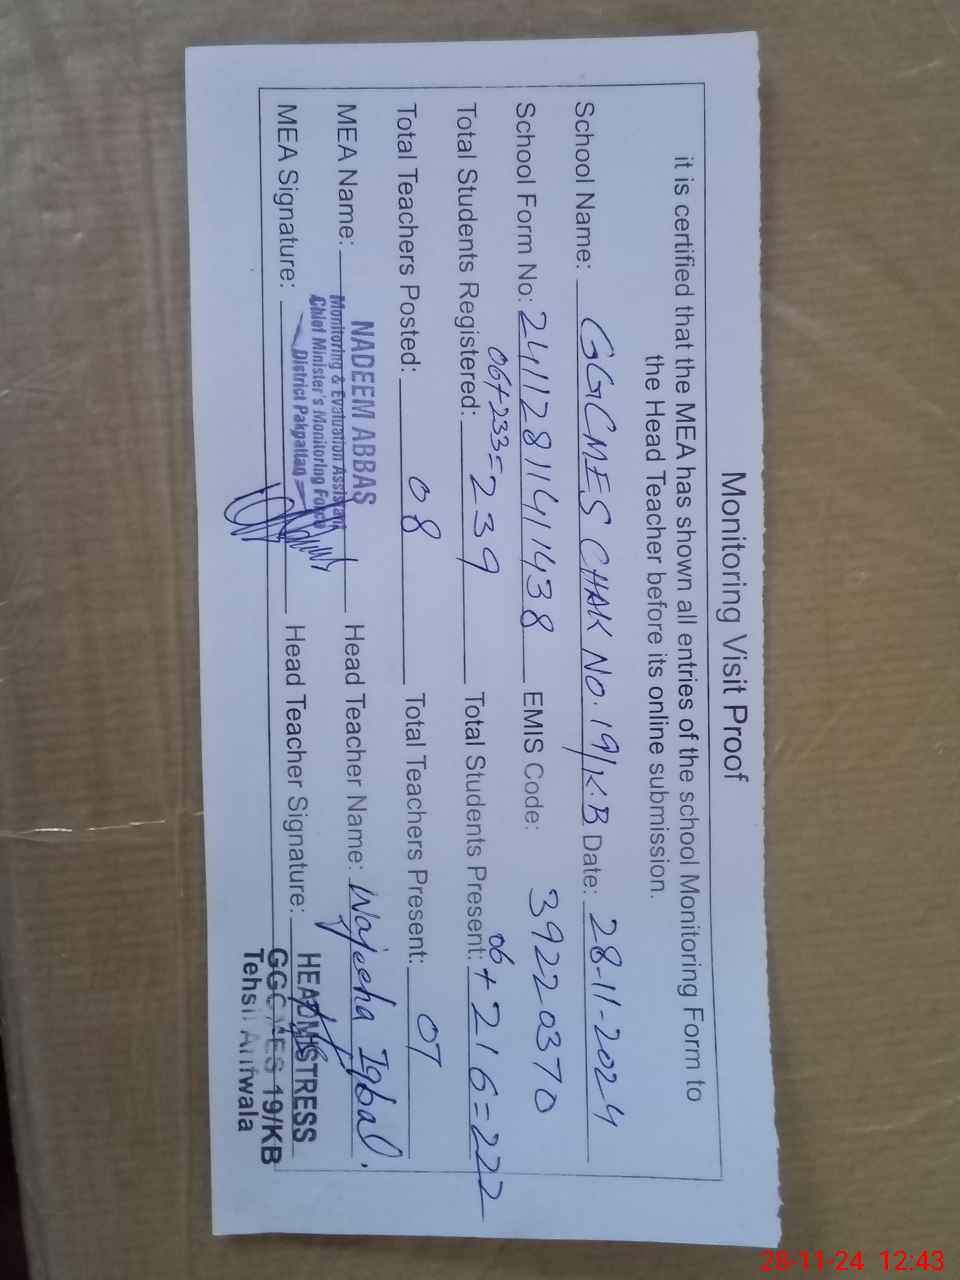 Monitoring Visit Proof
it is certified that the MEA has shown all entries of the school Monitoring Form to
the Head Teacher before its online submission.
School Name: GGCMES CHAK NO. 19/K.B Date: 28-11-2024
School Form No: 24112811411438 EMIS Code: 39220370
06+233=239 06+216=222
Total Students Registered: Total Students Present:
Total Teachers Posted: 08 Total Teachers Present: 07
NADEEM ABBAS
MEA Name: Monitoring & Evaluation Assistant Head Teacher Name: Wajeeha Iqbal,
Chief Minister's Monitoring Force
District Pakpattan
MEA Signature: Head Teacher Signature:
HEADMISTRESS
GGCMES 19/KB
Tehsil Arifwala
28-11-24 12:43